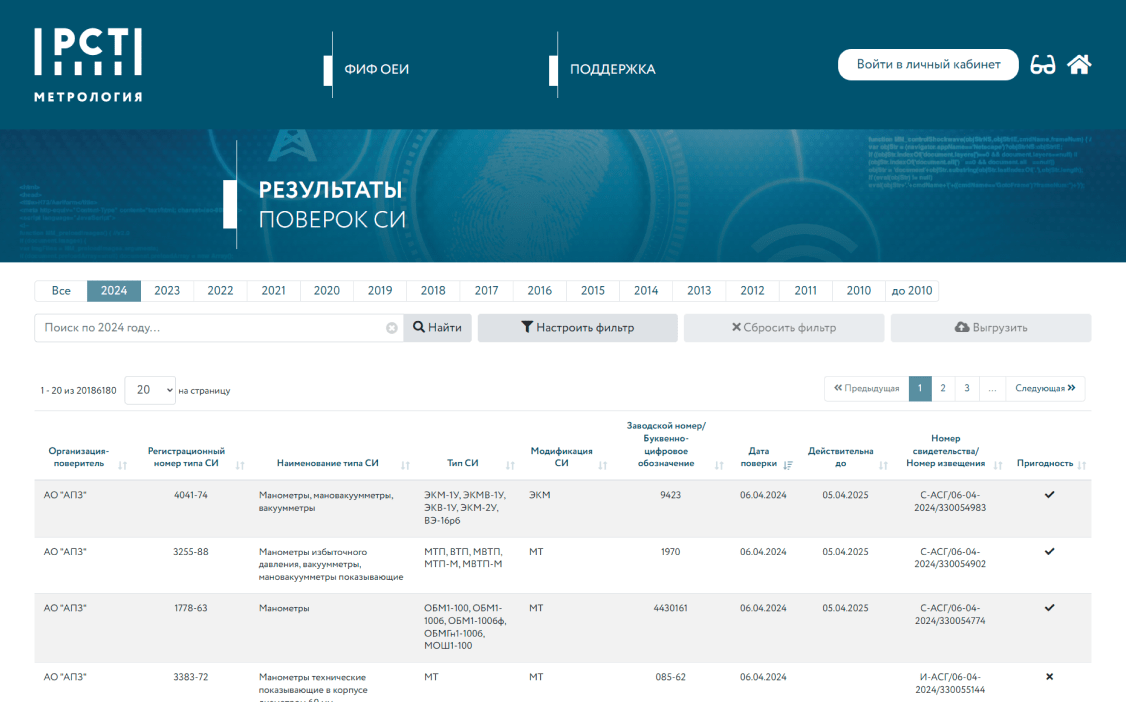 РСТ
МЕТРОЛОГИЯ
ФИФ ОЕИ
ПОДДЕРЖКА
Войти в личный кабинет
РЕЗУЛЬТАТЫ
ПОВЕРОК СИ
Все 2024 2023 2022 2021 2020 2019 2018 2017 2016 2015 2014 2013 2012 2011 2010 до 2010
Поиск по 2024 году... Найти Настроить фильтр Сбросить фильтр Выгрузить
1 - 20 из 20186180 20 на страницу Предыдущая 1 2 3 ... Следующая
Организация-
поверитель
Регистрационный
номер типа СИ
Наименование типа СИ
Тип СИ
Модификация
СИ
Заводской номер/
Буквенно-
цифровое
обозначение
Дата
поверки
Действительна
до
Номер
свидетельства/
Номер извещения
Пригодность
АО "АПЗ"
4041-74
Манометры, мановакуумметры,
вакуумметры
ЭКМ-1У, ЭКМВ-1У,
ЭКВ-1У, ЭКМ-2У,
ВЭ-16рб
ЭКМ
9423
06.04.2024
05.04.2025
С-АСГ/06-04-
2024/330054983
АО "АПЗ"
3255-88
Манометры избыточного
давления, вакуумметры,
мановакуумметры показывающие
МТП, ВТП, МВТП,
МТП-М, МВТП-М
МТ
1970
06.04.2024
05.04.2025
С-АСГ/06-04-
2024/330054902
АО "АПЗ"
1778-63
Манометры
ОБМ1-100, ОБМ1-
100б, ОБМ1-100бф,
ОБМГн1-100б,
МОШ1-100
МТ
4430161
06.04.2024
05.04.2025
С-АСГ/06-04-
2024/330054774
АО "АПЗ"
3383-72
Манометры технические
показывающие в корпусе
МТ
МТ
085-62
06.04.2024
И-АСГ/06-04-
2024/330055144